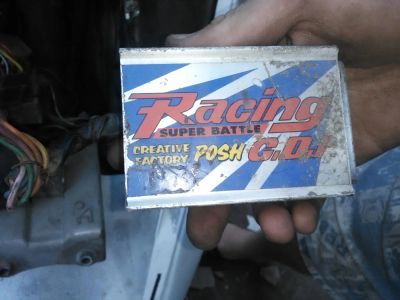 Racing
SUPER BATTLE
CREATIVE FACTORY POSH C.D.I